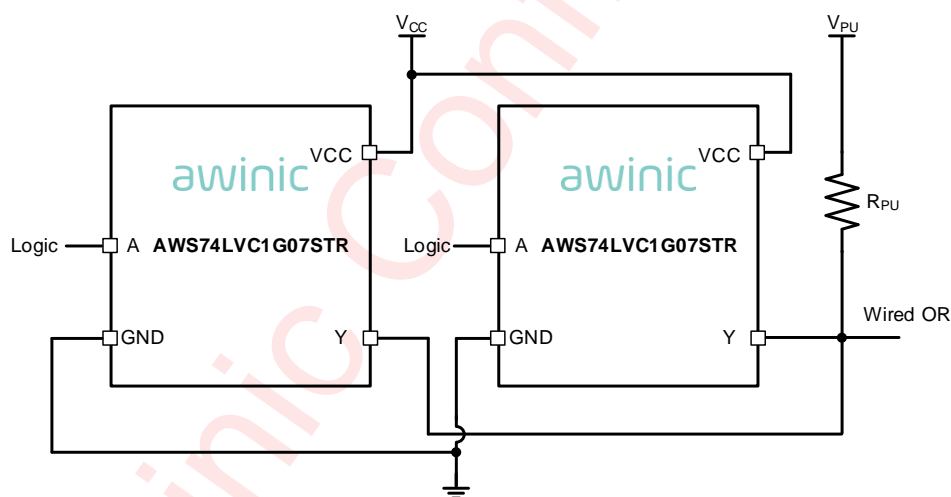 VCC
VPU
VCC
awinic
VCC
awinic
RPU
Logic
A
AWS74LVC1G07STR
Logic
A
AWS74LVC1G07STR
Wired OR
GND
Y
GND
Y